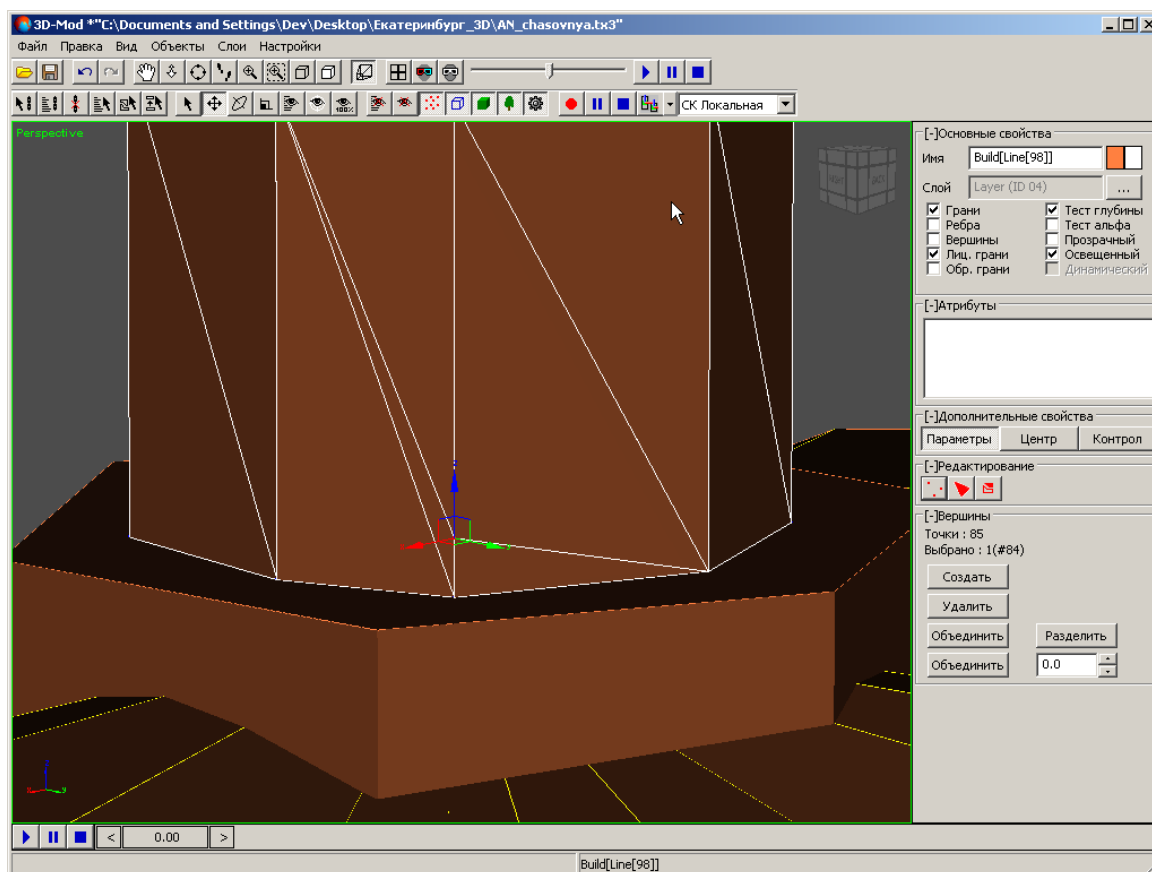 3D-Mod *"C:\Documents and Settings\Dev\Desktop\Екатеринбург_3D\AN_chasovnya.tx3"
Файл Правка Вид Объекты Слои Настройки
100%
СК Локальная
Perspective
[-]Основные свойства
Имя Build[Line[98]]
Слой Layer (ID 04) ...
Грани Тест глубины
Ребра Тест альфа
Вершины Прозрачный
Лиц. грани Освещенный
Обр. грани Динамический
[-]Атрибуты
[-]Дополнительные свойства
Параметры Центр Контрол
[-]Редактирование
[-]Вершины
Точки : 85
Выбрано : 1(#84)
Создать
Удалить
Объединить Разделить
Объединить 0.0
< 0.00 >
Build[Line[98]]